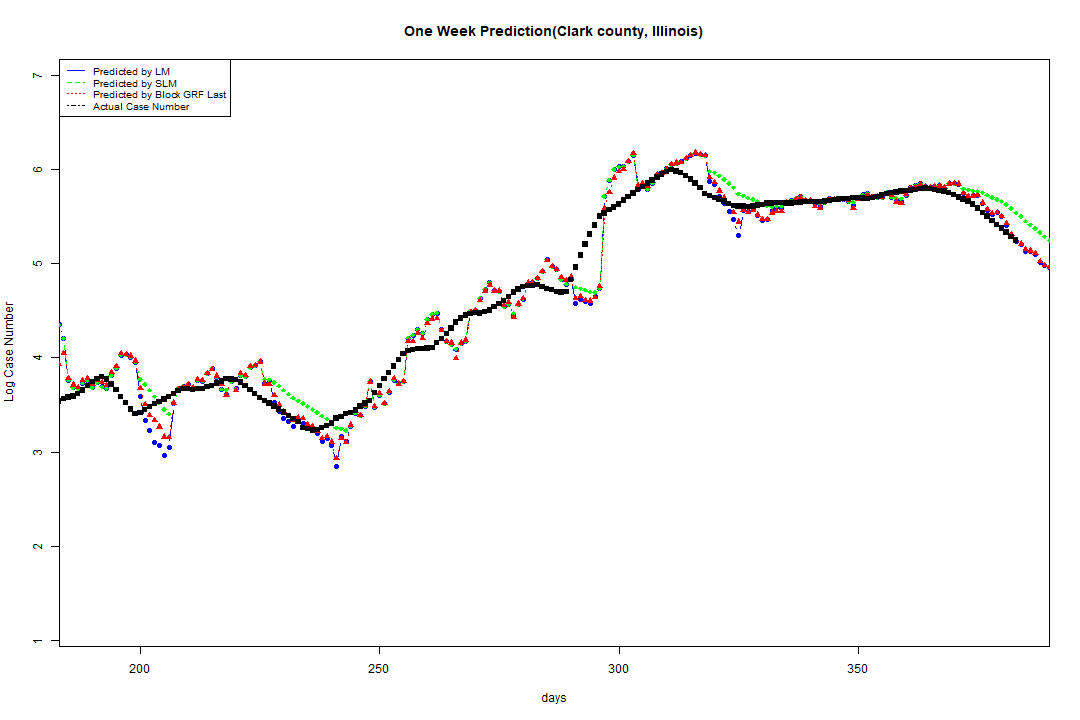 One Week Prediction(Clark county, Illinois)
Predicted by LM
Predicted by SLM
Predicted by Block GRF Last
Actual Case Number
7
6
5
4
3
2
1
Log Case Number
200
250
300
350
days